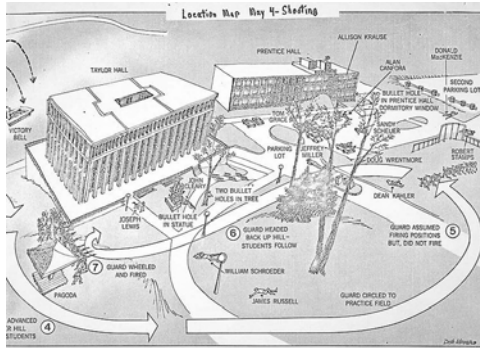 Location Map May 4- Shooting
ALLISON KRAUSE
PRENTICE HALL
ALAN
CANFORA
DONALD
MacKENZIE
TAYLOR HALL
SECOND
PARKING LOT
BULLET HOLE
IN PRENTICE HALL
DORMITORY WINDOW
VICTORY
BELL
TOM
GRACE
SANDY
SCHEUER
PARKING
LOT
JEFFREY
MILLER
DOUG WRENTMORE
ROBERT
STAMPS
JOHN
CLEARY
TWO BULLET
HOLES IN TREE
DEAN KAHLER
JOSEPH
LEWIS
BULLET HOLE
IN STATUE
6
GUARD HEADED
BACK UP HILL-
STUDENTS FOLLOW
GUARD ASSUMED
FIRING POSITIONS
BUT, DID NOT FIRE
5
7
GUARD WHEELED
AND FIRED
WILLIAM SCHROEDER
PAGODA
JAMES RUSSELL
GUARD CIRCLED TO
PRACTICE FIELD
ADVANCED
R HILL
STUDENTS
4